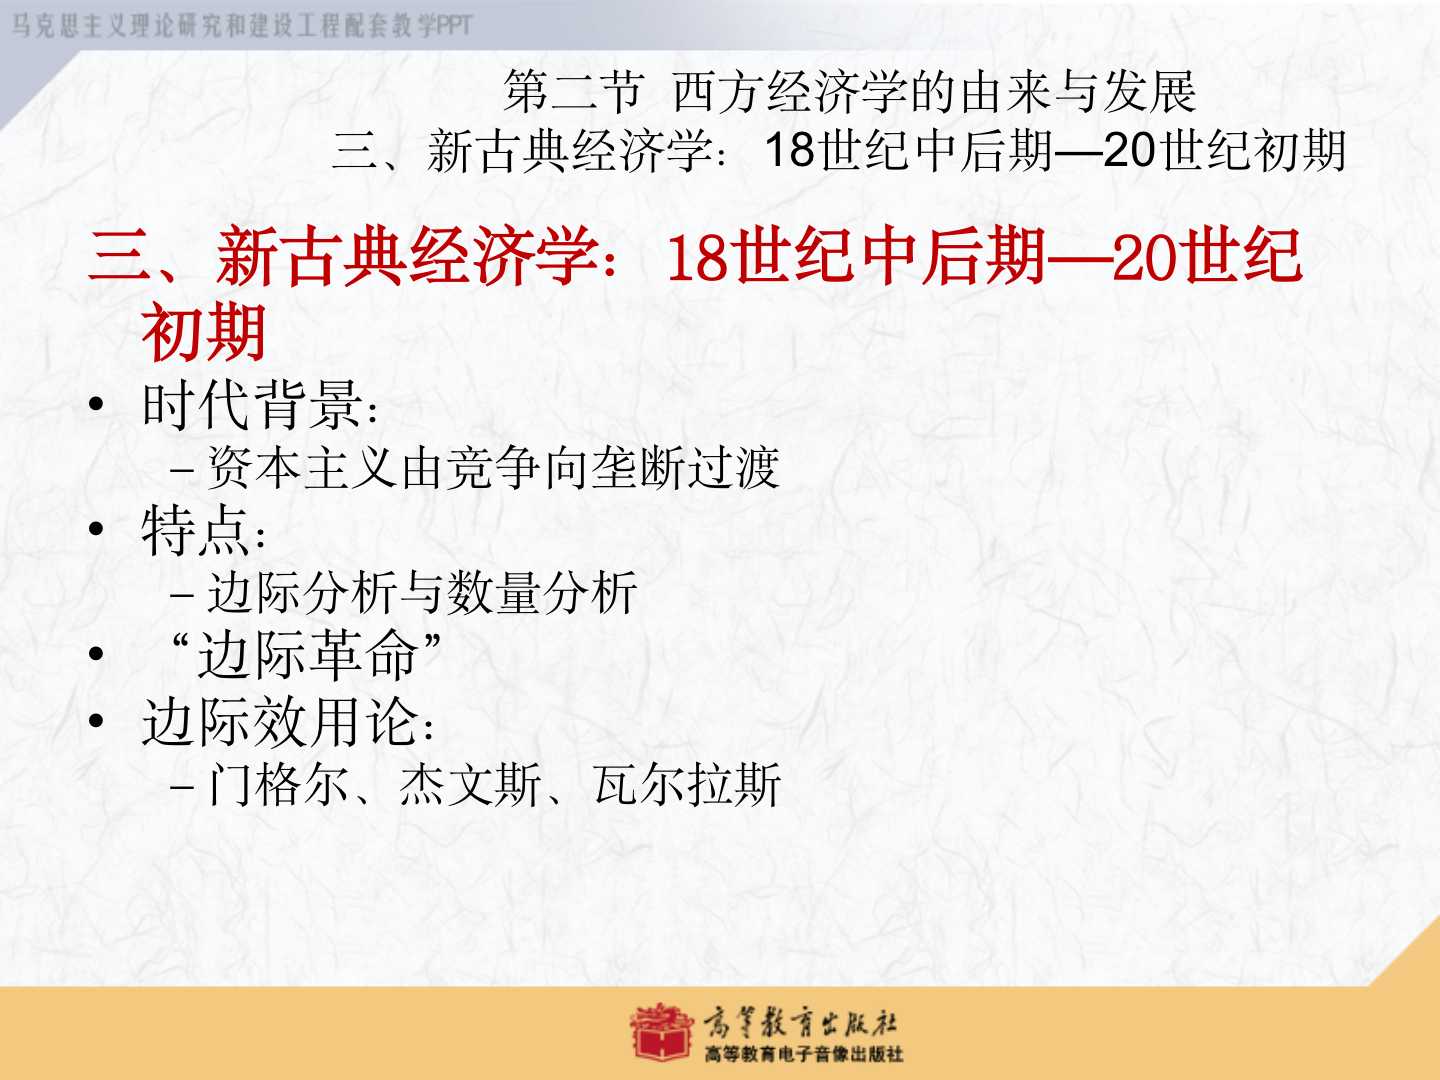 马克思主义理论研究和建设工程配套教学PPT
第二节 西方经济学的由来与发展
三、新古典经济学：18世纪中后期—20世纪初期
三、新古典经济学：18世纪中后期—20世纪
初期
• 时代背景：
– 资本主义由竞争向垄断过渡
• 特点：
– 边际分析与数量分析
• “边际革命”
• 边际效用论：
– 门格尔、杰文斯、瓦尔拉斯
高等教育出版社
高等教育电子音像出版社